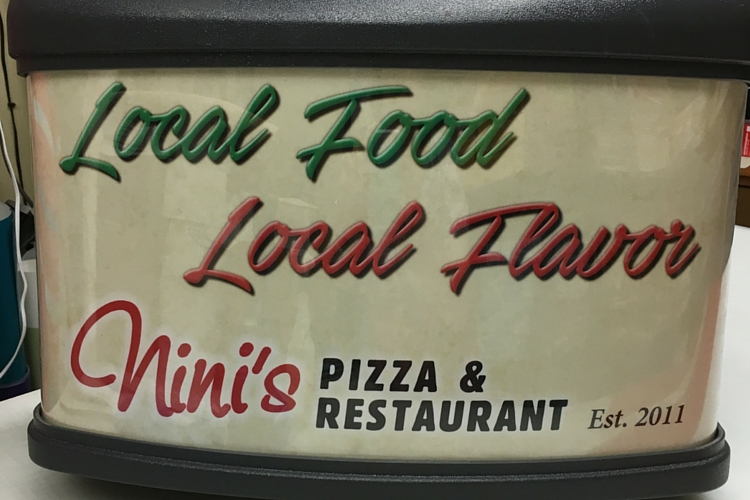 Local Food
Local Flavor
Nini's PIZZA &
RESTAURANT Est. 2011